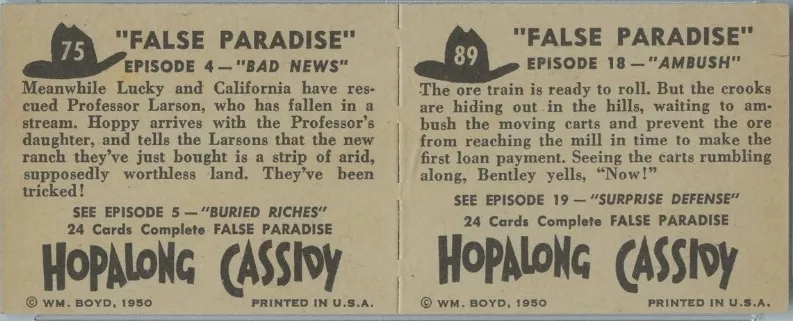 75
"FALSE PARADISE"
EPISODE 4—"BAD NEWS"
Meanwhile Lucky and California have res-
cued Professor Larson, who has fallen in a
stream. Hoppy arrives with the Professor's
daughter, and tells the Larsons that the new
ranch they've just bought is a strip of arid,
supposedly worthless land. They've been
tricked!
SEE EPISODE 5—"BURIED RICHES"
24 Cards Complete FALSE PARADISE
HOPALONG CASSIDY
© WM. BOYD, 1950 PRINTED IN U.S.A.
89
"FALSE PARADISE"
EPISODE 18—"AMBUSH"
The ore train is ready to roll. But the crooks
are hiding out in the hills, waiting to am-
bush the moving carts and prevent the ore
from reaching the mill in time to make the
first loan payment. Seeing the carts rumbling
along, Bentley yells, "Now!"
SEE EPISODE 19—"SURPRISE DEFENSE"
24 Cards Complete FALSE PARADISE
HOPALONG CASSIDY
© WM. BOYD, 1950 PRINTED IN U.S.A.